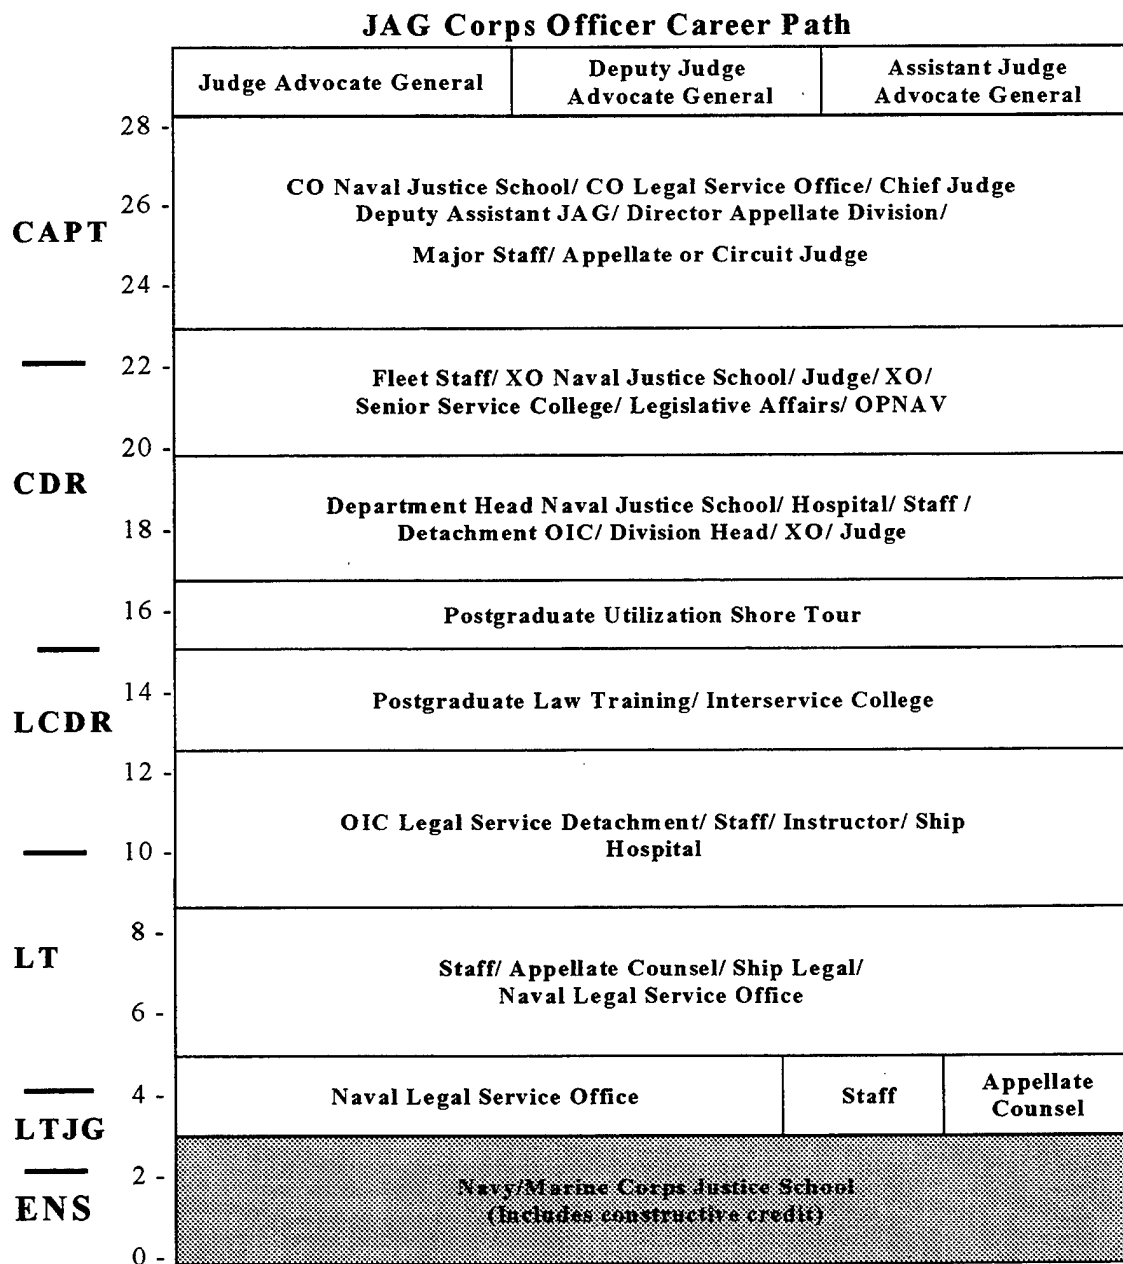 JAG Corps Officer Career Path
Judge Advocate General
Deputy Judge
Advocate General
Assistant Judge
Advocate General
28 -
CO Naval Justice School/ CO Legal Service Office/ Chief Judge
26 -
Deputy Assistant JAG/ Director Appellate Division/
CAPT
Major Staff/ Appellate or Circuit Judge
24 -
22 -
Fleet Staff/ XO Naval Justice School/ Judge/ XO/
Senior Service College/ Legislative Affairs/ OPNAV
20 -
CDR
Department Head Naval Justice School/ Hospital/ Staff /
18 -
Detachment OIC/ Division Head/ XO/ Judge
16 -
Postgraduate Utilization Shore Tour
14 -
Postgraduate Law Training/ Interservice College
LCDR
12 -
OIC Legal Service Detachment/ Staff/ Instructor/ Ship
Hospital
10 -
8 -
LT
Staff/ Appellate Counsel/ Ship Legal/
Naval Legal Service Office
6 -
4 -
Naval Legal Service Office
Staff
Appellate
Counsel
LTJG
2 -
Navy/Marine Corps Justice School
(Includes constructive credit)
ENS
0 -